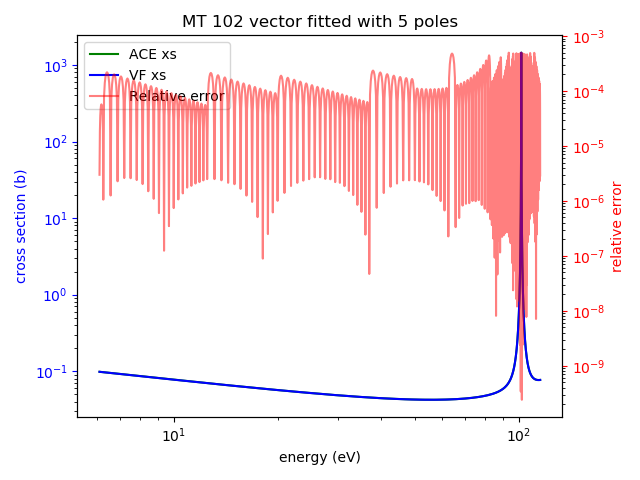 MT 102 vector fitted with 5 poles
ACE xs
VF xs
Relative error
10³
10²
10¹
10⁰
10⁻¹
cross section (b)
10⁻³
10⁻⁴
10⁻⁵
10⁻⁶
10⁻⁷
10⁻⁸
10⁻⁹
relative error
10¹
10²
energy (eV)